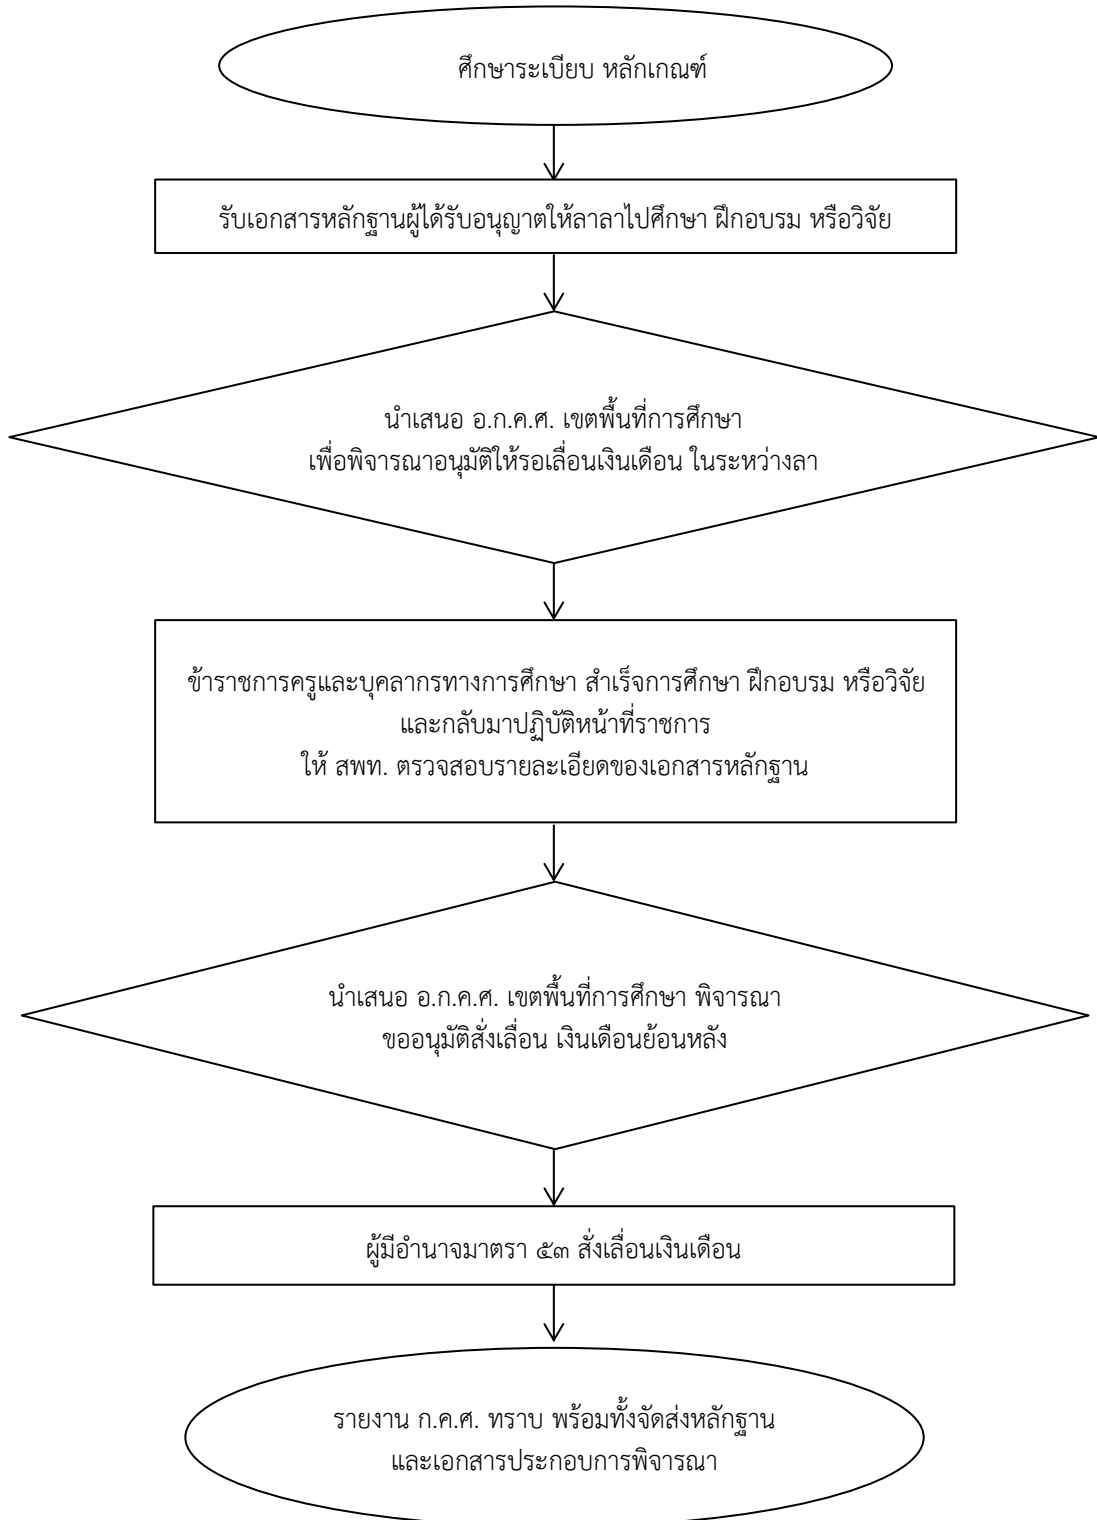 ศึกษาระเบียบ หลักเกณฑ์
รับเอกสารหลักฐานผู้ได้รับอนุญาตให้ลาลาไปศึกษา ฝึกอบรม หรือวิจัย
นำเสนอ อ.ก.ค.ศ. เขตพื้นที่การศึกษา
เพื่อพิจารณาอนุมัติให้รอเลื่อนเงินเดือน ในระหว่างลา
ข้าราชการครูและบุคลากรทางการศึกษา สำเร็จการศึกษา ฝึกอบรม หรือวิจัย
และกลับมาปฏิบัติหน้าที่ราชการ
ให้ สพท. ตรวจสอบรายละเอียดของเอกสารหลักฐาน
นำเสนอ อ.ก.ค.ศ. เขตพื้นที่การศึกษา พิจารณา
ขออนุมัติสั่งเลื่อน เงินเดือนย้อนหลัง
ผู้มีอำนาจมาตรา ๕๓ สั่งเลื่อนเงินเดือน
รายงาน ก.ค.ศ. ทราบ พร้อมทั้งจัดส่งหลักฐาน
และเอกสารประกอบการพิจารณา